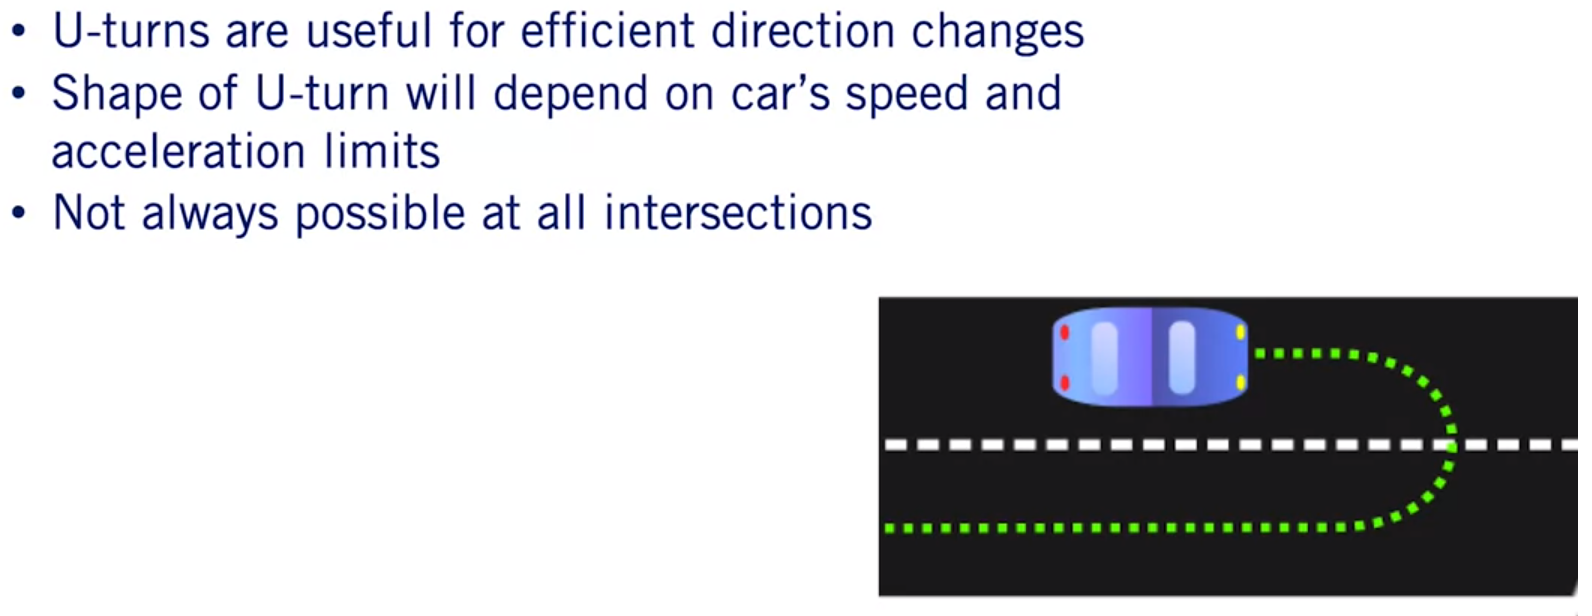 • U-turns are useful for efficient direction changes
• Shape of U-turn will depend on car’s speed and
acceleration limits
• Not always possible at all intersections